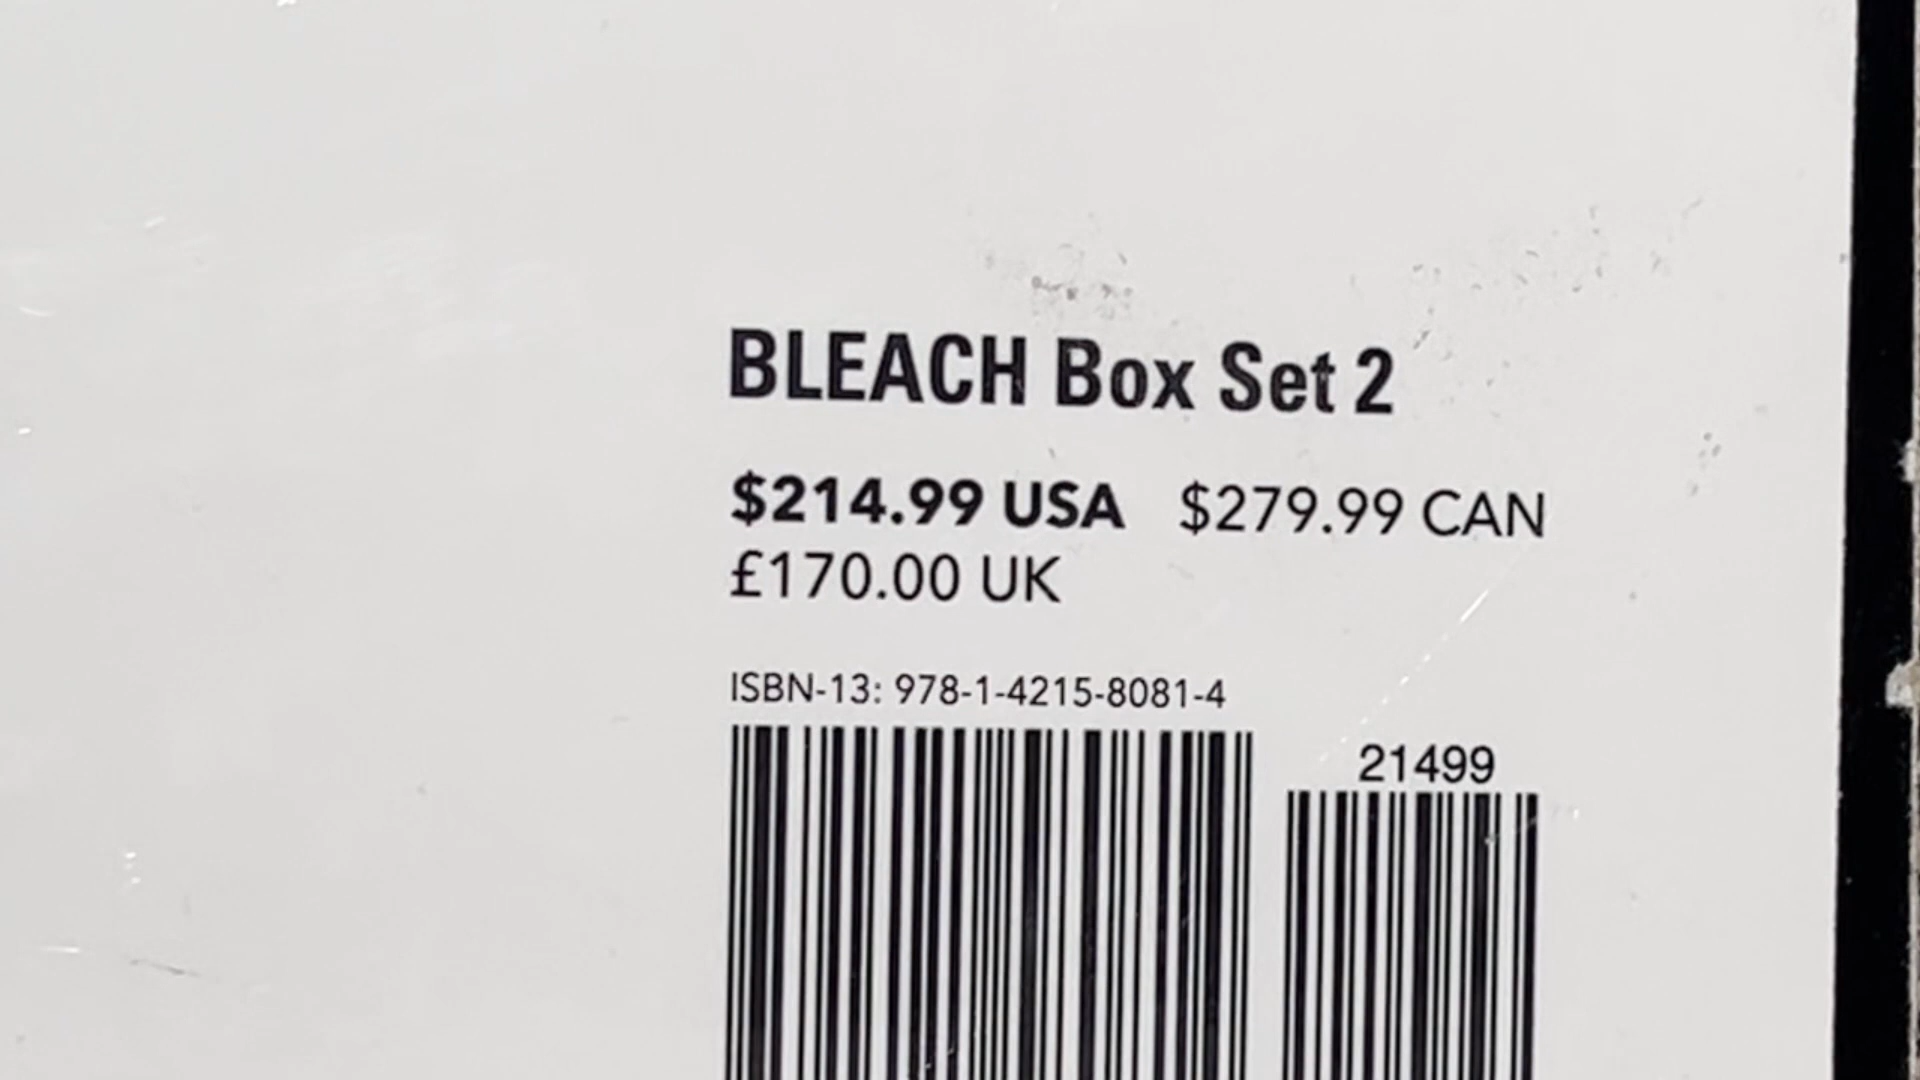 BLEACH Box Set 2
$214.99 USA $279.99 CAN
£170.00 UK
ISBN-13: 978-1-4215-8081-4
21499